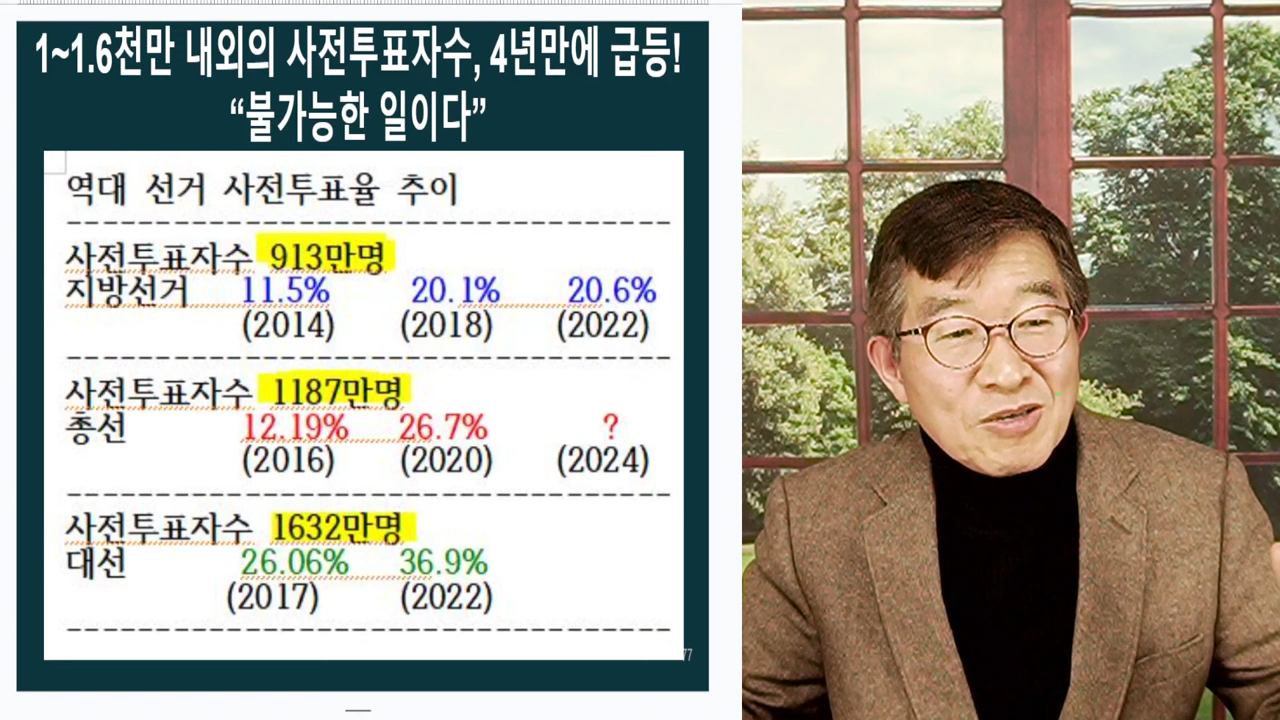 1~1.6천만 내외의 사전투표자수, 4년만에 급등!
“불가능한 일이다”
역대 선거 사전투표율 추이
사전투표자수 913만명
지방선거 11.5% 20.1% 20.6%
(2014) (2018) (2022)
사전투표자수 1187만명
총선 12.19% 26.7% ?
(2016) (2020) (2024)
사전투표자수 1632만명
대선 26.06% 36.9%
(2017) (2022)
77